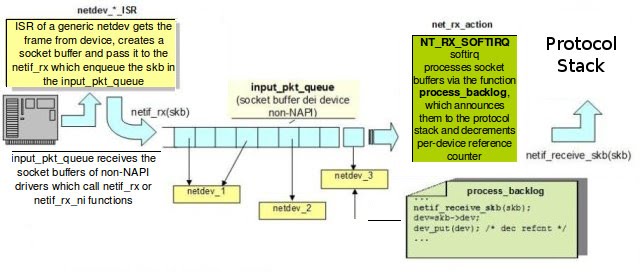 netdev_*_ISR
ISR of a generic netdev gets the
frame from device, creates a
socket buffer and pass it to the
netif_rx which enqueue the skb in
the input_pkt_queue
netif_rx(skb)
input_pkt_queue receives the
socket buffers of non-NAPI
drivers which call netif_rx or
netif_rx_ni functions
input_pkt_queue
(socket buffer dei device
non-NAPI)
netdev_1
netdev_2
netdev_3
net_rx_action
NT_RX_SOFTIRQ
softirq
processes socket
buffers via the function
process_backlog,
which announces
them to the protocol
stack and decrements
per-device reference
counter
Protocol
Stack
netif_receive_skb(skb)
process_backlog
...
netif_receive_skb(skb);
dev=skb->dev;
dev_put(dev); /* dec refcnt */
...